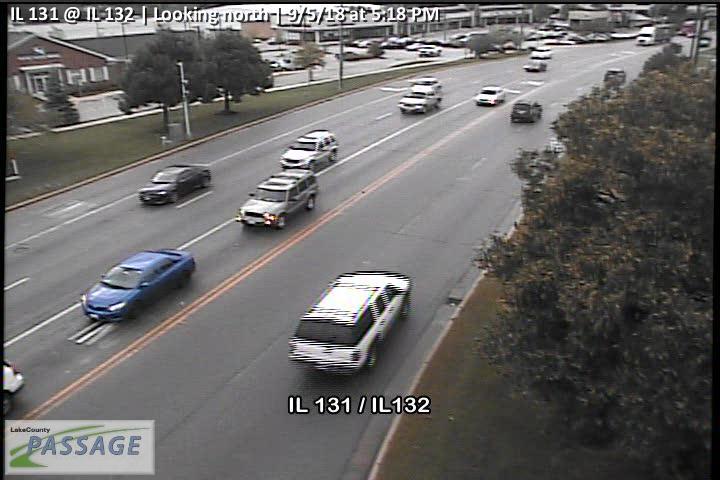 IL 131 @ IL 132 | Looking north | 9/5/18 at 5:18 PM
IL 131 / IL132
LakeCounty
PASSAGE